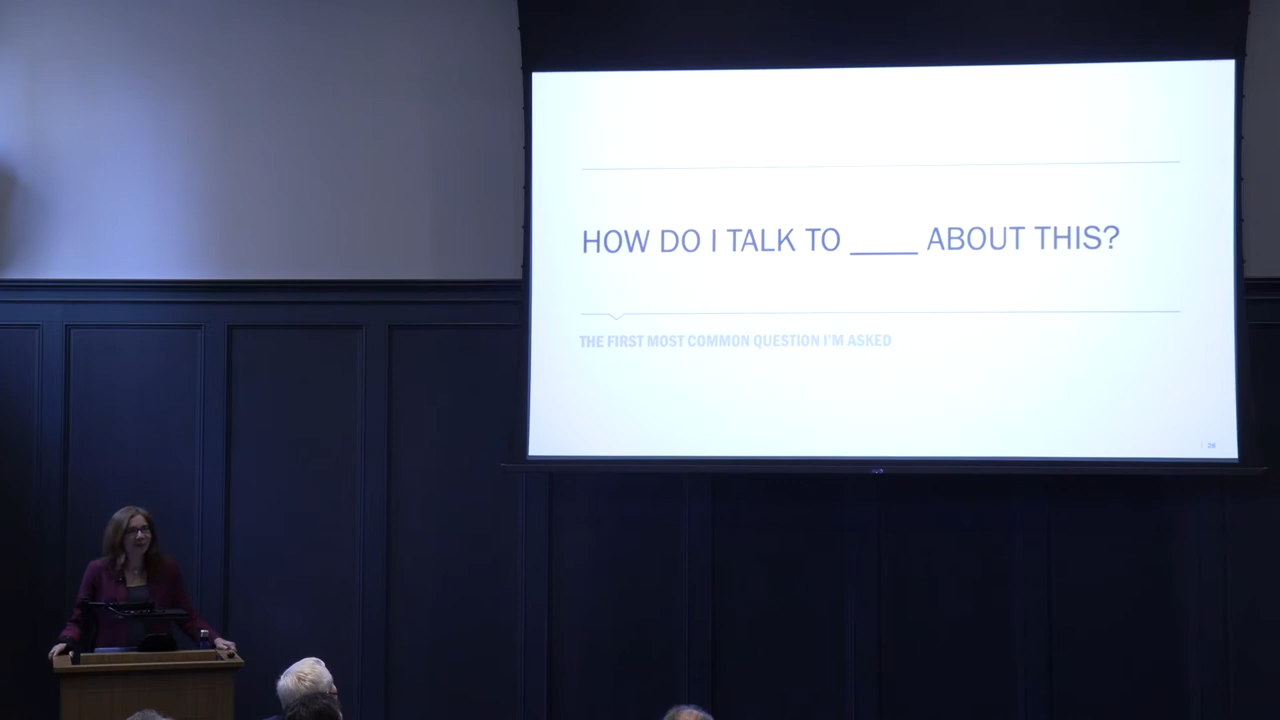 HOW DO I TALK TO ____ ABOUT THIS?
THE FIRST MOST COMMON QUESTION I'M ASKED